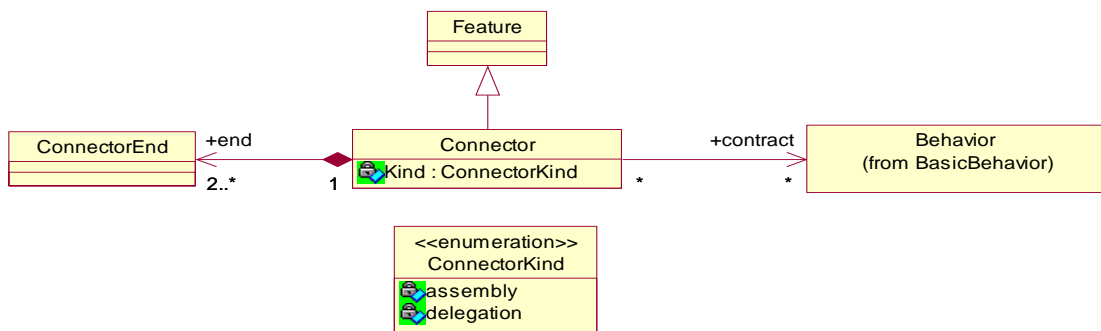 Feature
ConnectorEnd
+end
2..*
1
Connector
Kind : ConnectorKind
*
+contract
*
Behavior
(from BasicBehavior)
<<enumeration>>
ConnectorKind
assembly
delegation